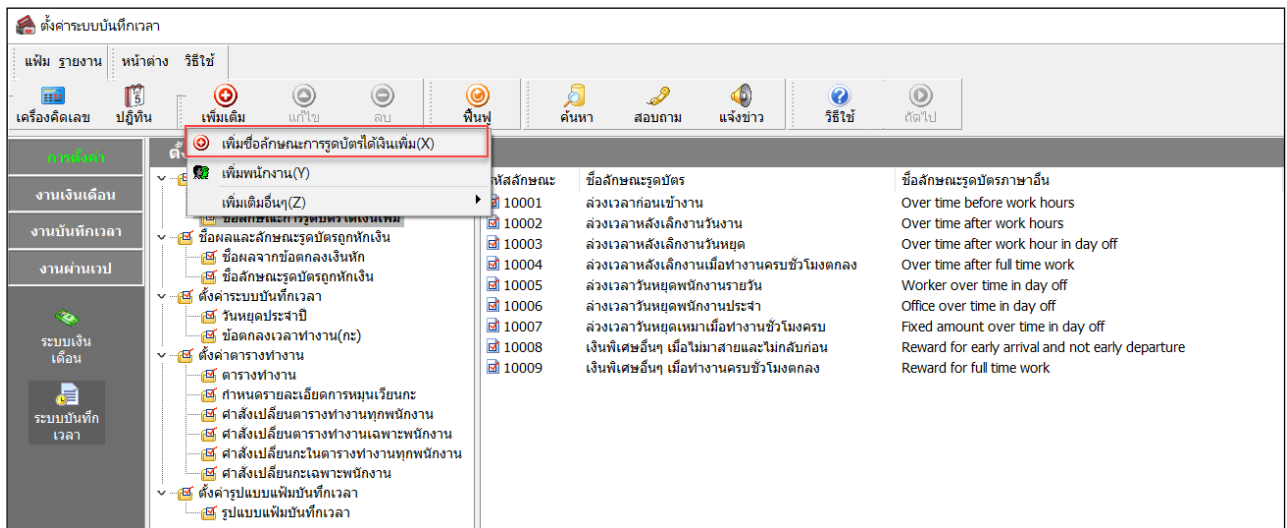 ตั้งค่าระบบบันทึกเวลา
แฟ้ม รายงาน หน้าต่าง วิธีใช้
เครื่องคิดเลข ปฏิทิน เพิ่มเติม แก้ไข ลบ ฟื้นฟู ค้นหา สอบถาม แจ้งข่าว วิธีใช้ ถัดไป
การตั้งค่า
งานเงินเดือน
งานบันทึกเวลา
งานผ่านเวป
ระบบเงิน
เดือน
ระบบบันทึก
เวลา
เพิ่มชื่อลักษณะการรูดบัตรได้เงินเพิ่ม(X)
เพิ่มพนักงาน(Y)
เพิ่มเติมอื่นๆ(Z)
ชื่อลักษณะการรูดบัตรได้เงินเพิ่ม
ชื่อผลและลักษณะรูดบัตรถูกหักเงิน
ชื่อผลจากข้อตกลงเงินหัก
ชื่อลักษณะรูดบัตรถูกหักเงิน
ตั้งค่าระบบบันทึกเวลา
วันหยุดประจำปี
ข้อตกลงเวลาทำงาน(กะ)
ตั้งค่าตารางทำงาน
ตารางทำงาน
กำหนดรายละเอียดการหมุนเวียนกะ
คำสั่งเปลี่ยนตารางทำงานทุกพนักงาน
คำสั่งเปลี่ยนตารางทำงานเฉพาะพนักงาน
คำสั่งเปลี่ยนกะในตารางทำงานทุกพนักงาน
คำสั่งเปลี่ยนกะเฉพาะพนักงาน
ตั้งค่ารูปแบบแฟ้มบันทึกเวลา
รูปแบบแฟ้มบันทึกเวลา
หัสลักษณะ ชื่อลักษณะรูดบัตร ชื่อลักษณะรูดบัตรภาษาอื่น
10001 ล่วงเวลาก่อนเข้างาน Over time before work hours
10002 ล่วงเวลาหลังเลิกงานวันงาน Over time after work hours
10003 ล่วงเวลาหลังเลิกงานวันหยุด Over time after work hour in day off
10004 ล่วงเวลาหลังเลิกงานเมื่อทำงานครบชั่วโมงตกลง Over time after full time work
10005 ล่วงเวลาวันหยุดพนักงานรายวัน Worker over time in day off
10006 ล่างเวลาวันหยุดพนักงานประจำ Office over time in day off
10007 ล่วงเวลาวันหยุดเหมาเมื่อทำงานชั่วโมงครบ Fixed amount over time in day off
10008 เงินพิเศษอื่นๆ เมื่อไม่มาสายและไม่กลับก่อน Reward for early arrival and not early departure
10009 เงินพิเศษอื่นๆ เมื่อทำงานครบชั่วโมงตกลง Reward for full time work